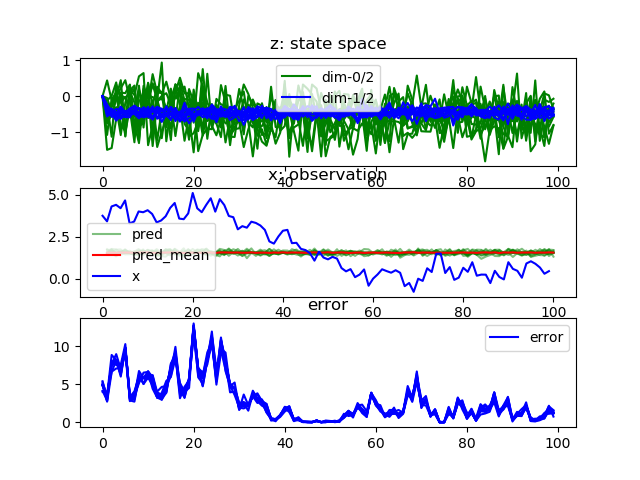 z: state space
1
0
−1
dim-0/2
dim-1/2
0 20 40 60 80 100
x: observation
5.0
2.5
0.0
pred
pred_mean
x
0 20 40 60 80 100
error
10
5
0
error
0 20 40 60 80 100